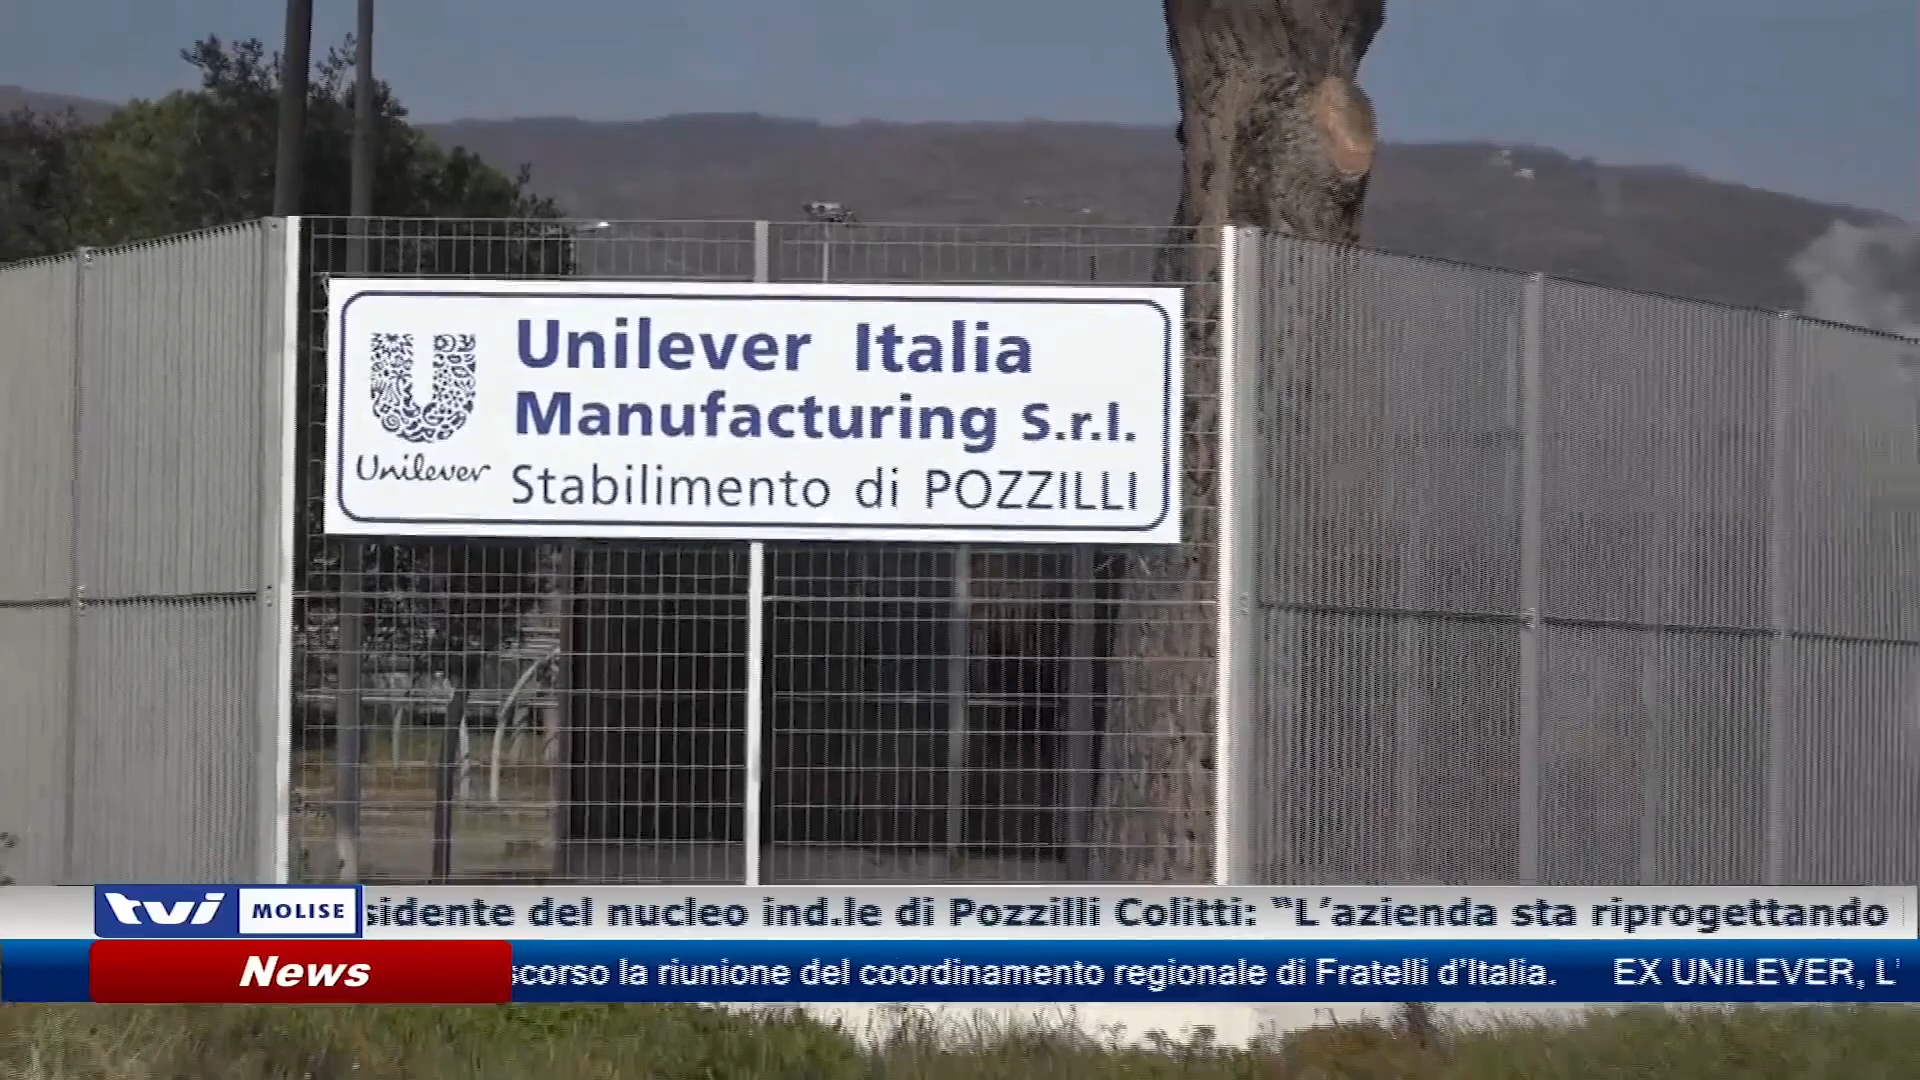 Unilever Italia
Manufacturing S.r.l.
Unilever
Stabilimento di POZZILLI
tvi MOLISE
sidente del nucleo ind.le di Pozzilli Colitti: “L’azienda sta riprogettando
News
scorso la riunione del coordinamento regionale di Fratelli d'Italia. EX UNILEVER, L'